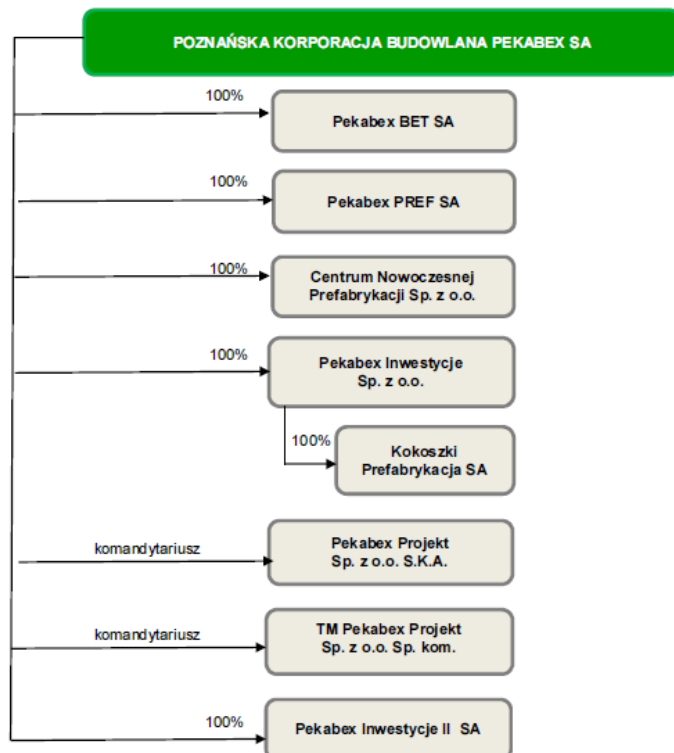 POZNAŃSKA KORPORACJA BUDOWLANA PEKABEX SA
100%
Pekabex BET SA
100%
Pekabex PREF SA
100%
Centrum Nowoczesnej
Prefabrykacji Sp. z o.o.
100%
Pekabex Inwestycje
Sp. z o.o.
100%
Kokoszki
Prefabrykacja SA
komandytariusz
Pekabex Projekt
Sp. z o.o. S.K.A.
komandytariusz
TM Pekabex Projekt
Sp. z o.o. Sp. kom.
100%
Pekabex Inwestycje II SA